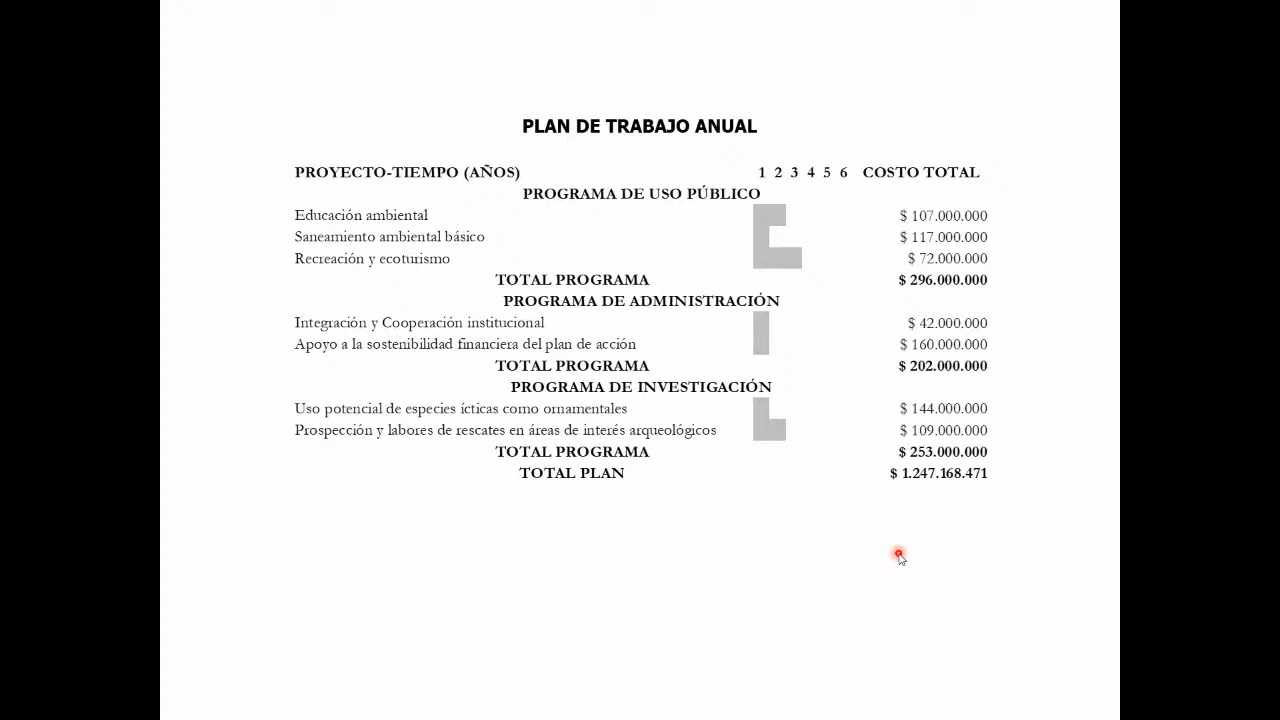 PLAN DE TRABAJO ANUAL
PROYECTO-TIEMPO (AÑOS) 1 2 3 4 5 6 COSTO TOTAL
PROGRAMA DE USO PÚBLICO
Educación ambiental $ 107.000.000
Saneamiento ambiental básico $ 117.000.000
Recreación y ecoturismo $ 72.000.000
TOTAL PROGRAMA $ 296.000.000
PROGRAMA DE ADMINISTRACIÓN
Integración y Cooperación institucional $ 42.000.000
Apoyo a la sostenibilidad financiera del plan de acción $ 160.000.000
TOTAL PROGRAMA $ 202.000.000
PROGRAMA DE INVESTIGACIÓN
Uso potencial de especies ícticas como ornamentales $ 144.000.000
Prospección y labores de rescates en áreas de interés arqueológicos $ 109.000.000
TOTAL PROGRAMA $ 253.000.000
TOTAL PLAN $ 1.247.168.471